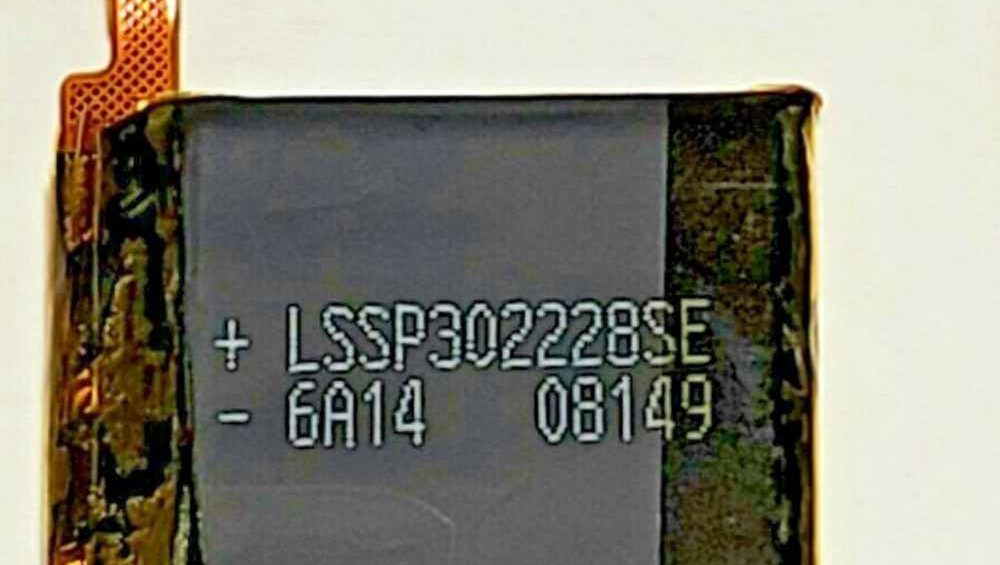 + LSSP302228SE
- 6A14 08149